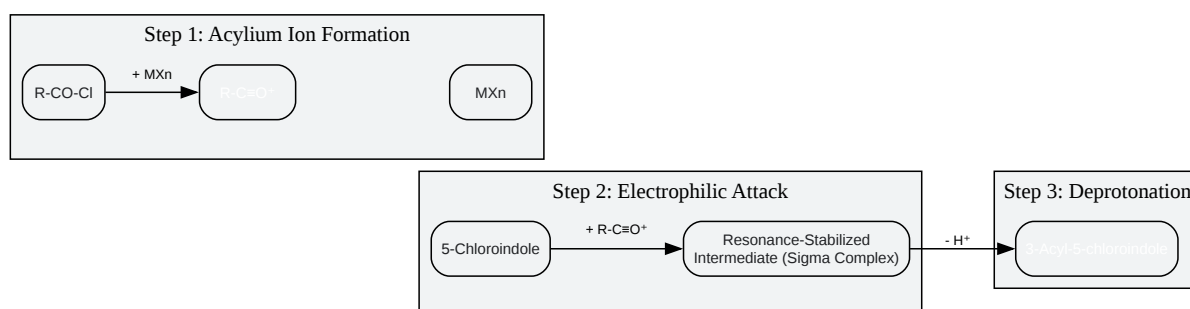 Step 1: Acylium Ion Formation
R-CO-Cl
+ MXn
R-C≡O⁺
MXn
Step 2: Electrophilic Attack
5-Chloroindole
+ R-C≡O⁺
Resonance-Stabilized
Intermediate (Sigma Complex)
- H⁺
Step 3: Deprotonation
3-Acyl-5-chloroindole